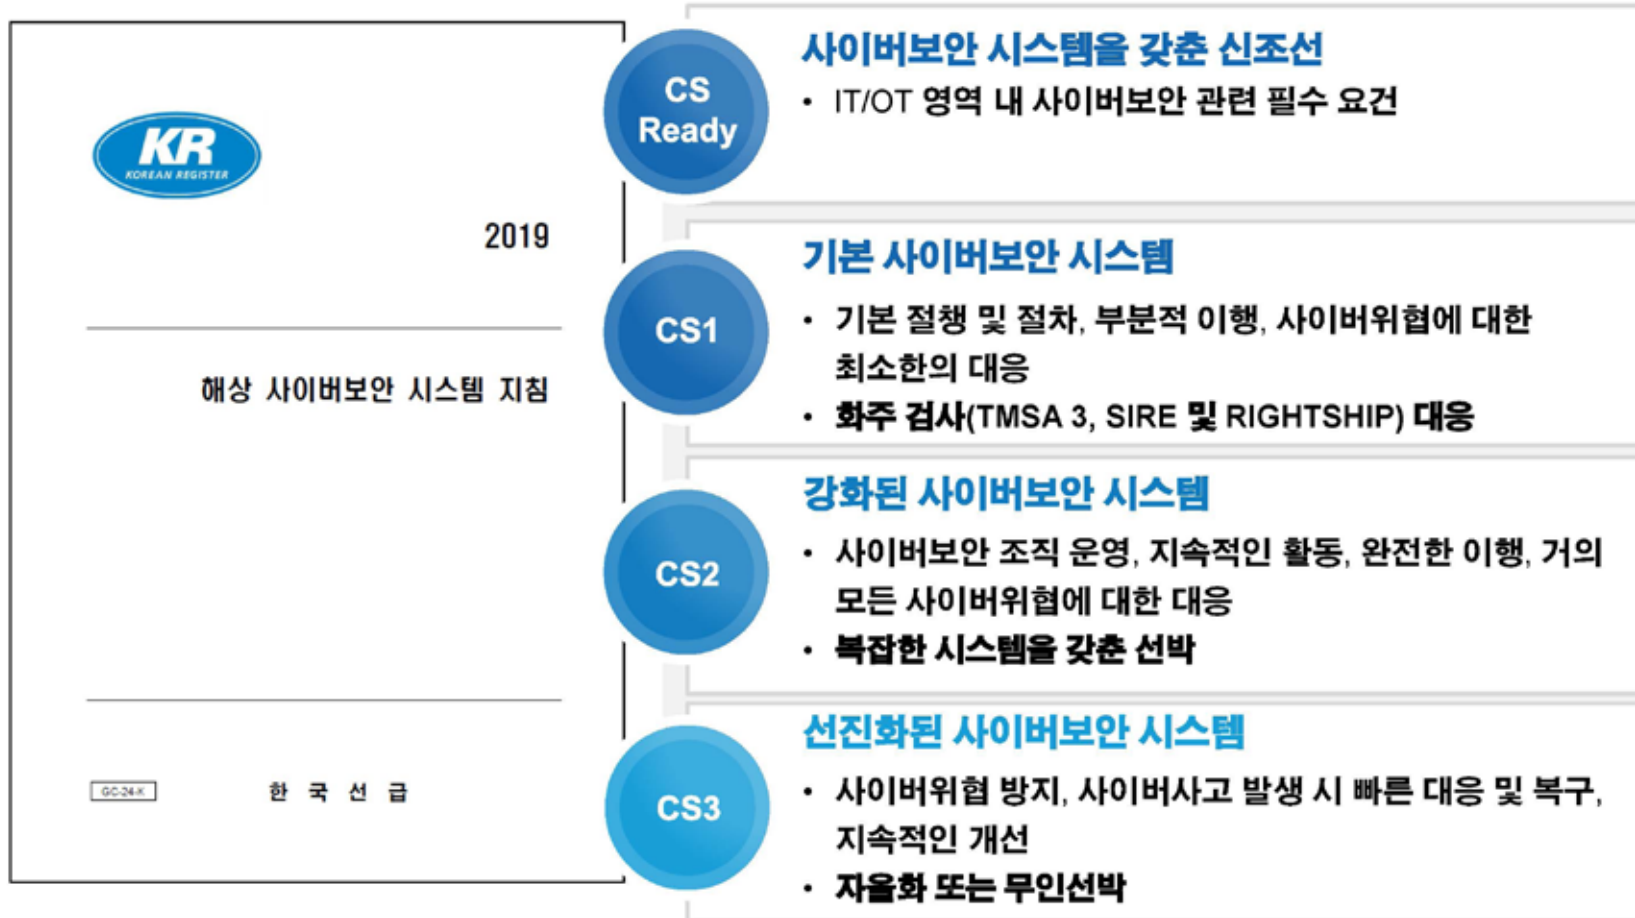 KR
KOREAN REGISTER
2019
해상 사이버보안 시스템 지침
GC-24-K
한 국 선 급
CS
Ready
사이버보안 시스템을 갖춘 신조선
• IT/OT 영역 내 사이버보안 관련 필수 요건
CS1
기본 사이버보안 시스템
• 기본 절챙 및 절차, 부분적 이행, 사이버위협에 대한
최소한의 대응
• 화주 검사(TMSA 3, SIRE 및 RIGHTSHIP) 대응
CS2
강화된 사이버보안 시스템
• 사이버보안 조직 운영, 지속적인 활동, 완전한 이행, 거의
모든 사이버위협에 대한 대응
• 복잡한 시스템을 갖춘 선박
CS3
선진화된 사이버보안 시스템
• 사이버위협 방지, 사이버사고 발생 시 빠른 대응 및 복구,
지속적인 개선
• 자율화 또는 무인선박